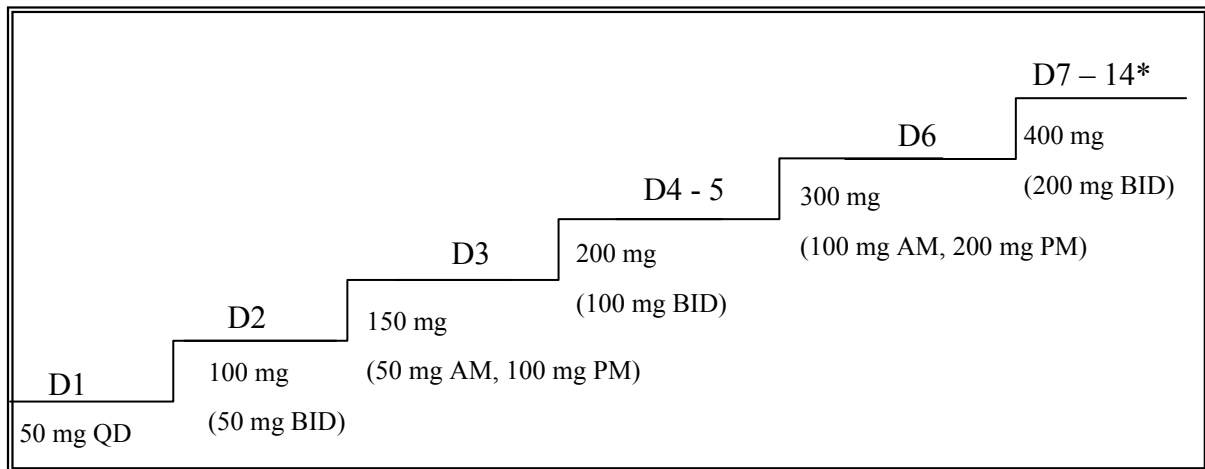 D1
50 mg QD
D2
100 mg
(50 mg BID)
D3
150 mg
(50 mg AM, 100 mg PM)
D4 - 5
200 mg
(100 mg BID)
D6
300 mg
(100 mg AM, 200 mg PM)
D7 – 14*
400 mg
(200 mg BID)